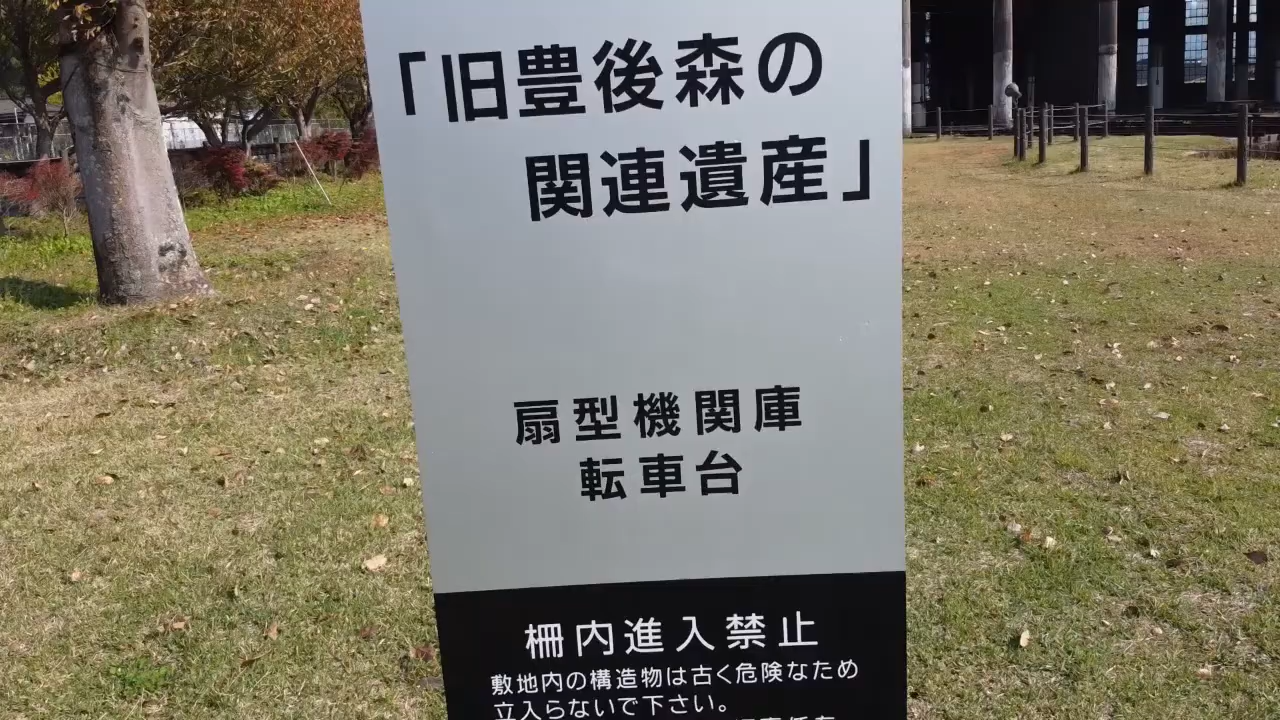 「旧豊後森の
関連遺産」
扇型機関庫
転車台
柵内進入禁止
敷地内の構造物は古く危険なため
立入らないで下さい。